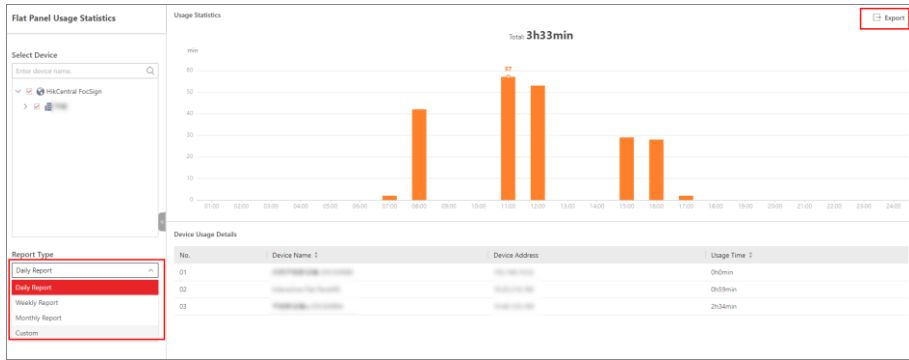 Flat Panel Usage Statistics
Usage Statistics
Export
Total: 3h33min
Select Device
Enter device name.
HikCentral FocSign
min
60
50
40
30
20
10
0
57
01:00 02:00 03:00 04:00 05:00 06:00 07:00 08:00 09:00 10:00 11:00 12:00 13:00 14:00 15:00 16:00 17:00 18:00 19:00 20:00 21:00 22:00 23:00 24:00
Device Usage Details
No. Device Name Device Address Usage Time
01 0h0min
02 0h59min
03 2h34min
Report Type
Daily Report
Daily Report
Weekly Report
Monthly Report
Custom